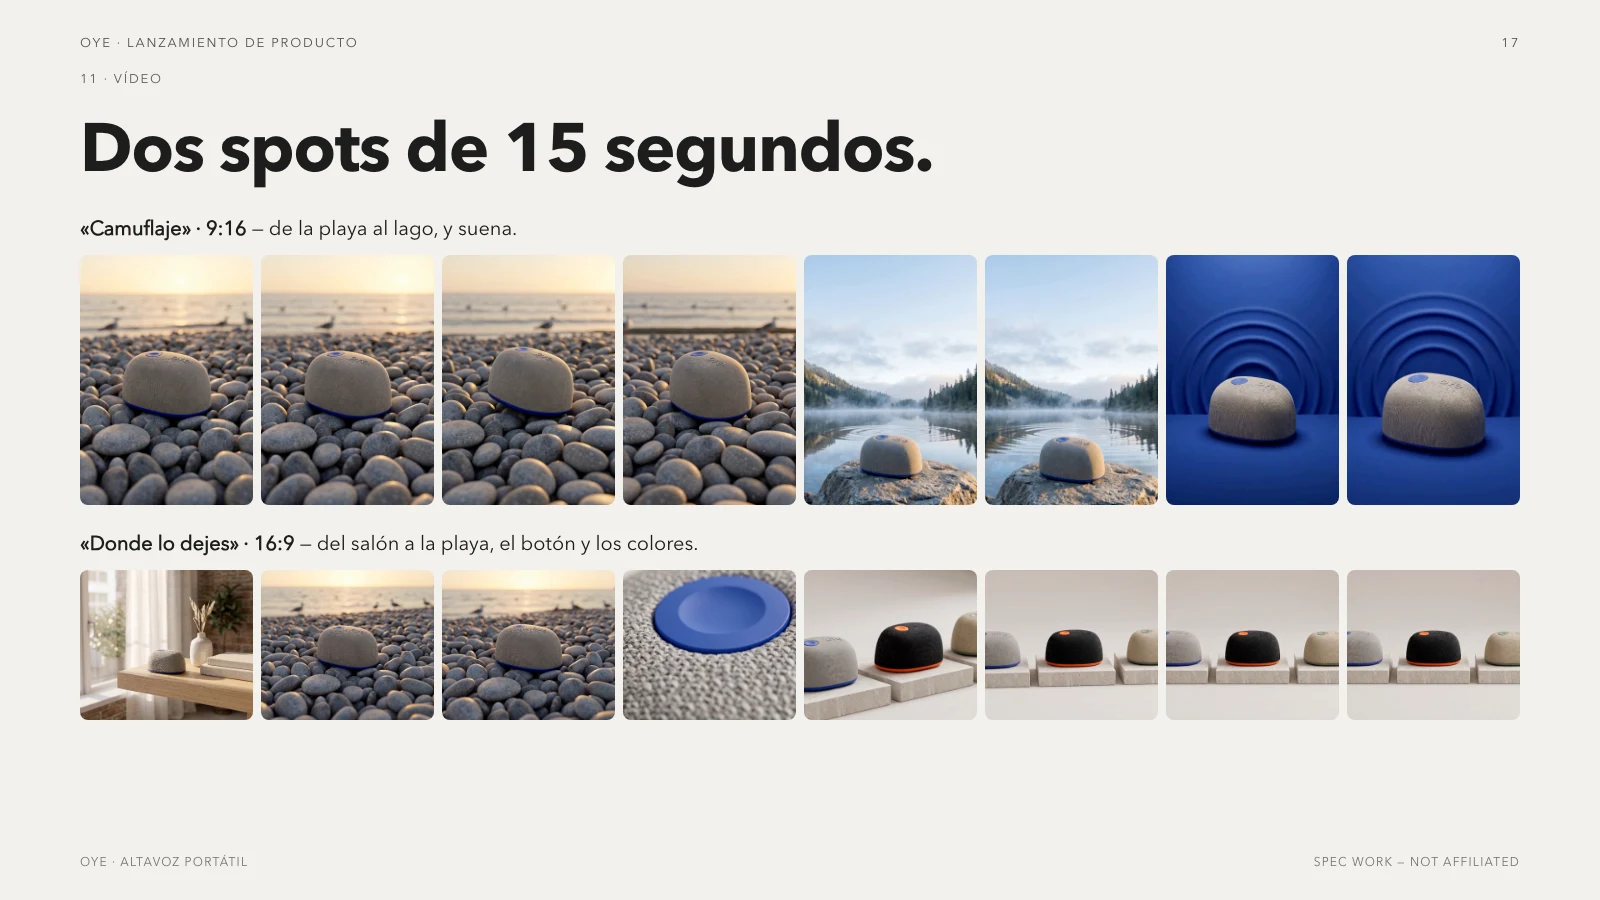 OYE · LANZAMIENTO DE PRODUCTO
17
11 · VÍDEO
Dos spots de 15 segundos.
«Camuflaje» · 9:16 — de la playa al lago, y suena.
«Donde lo dejes» · 16:9 — del salón a la playa, el botón y los colores.
OYE · ALTAVOZ PORTÁTIL
SPEC WORK — NOT AFFILIATED